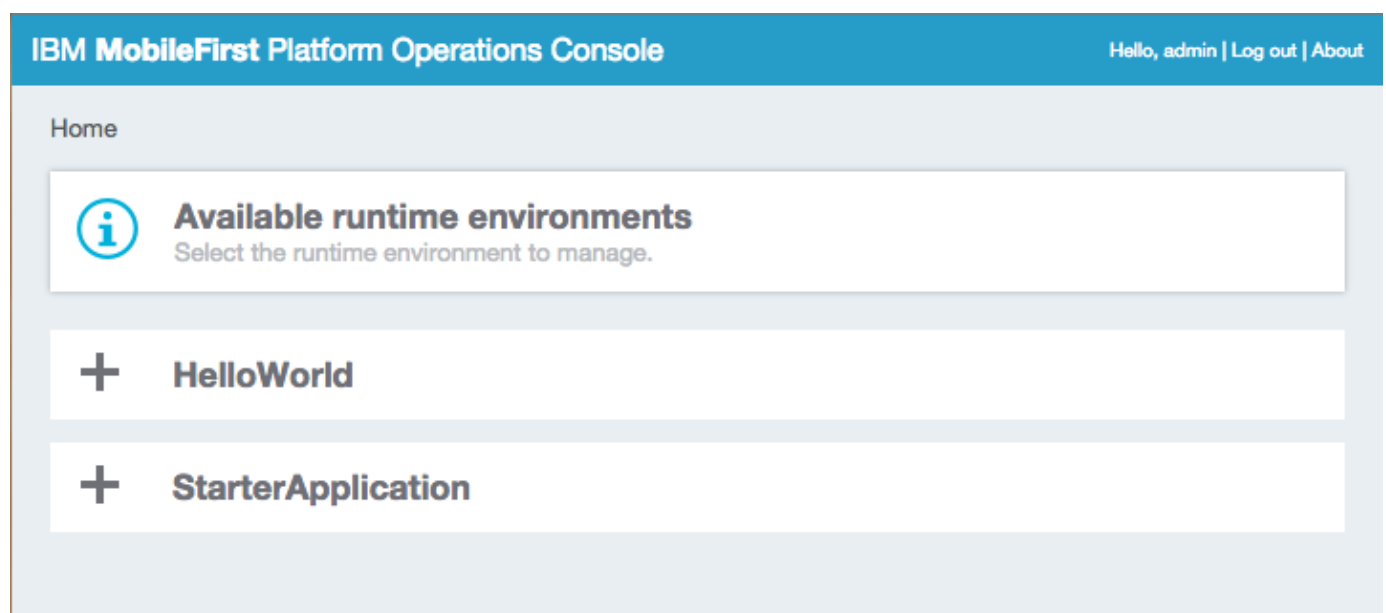 IBM MobileFirst Platform Operations Console
Hello, admin | Log out | About
Home
Available runtime environments
Select the runtime environment to manage.
HelloWorld
StarterApplication